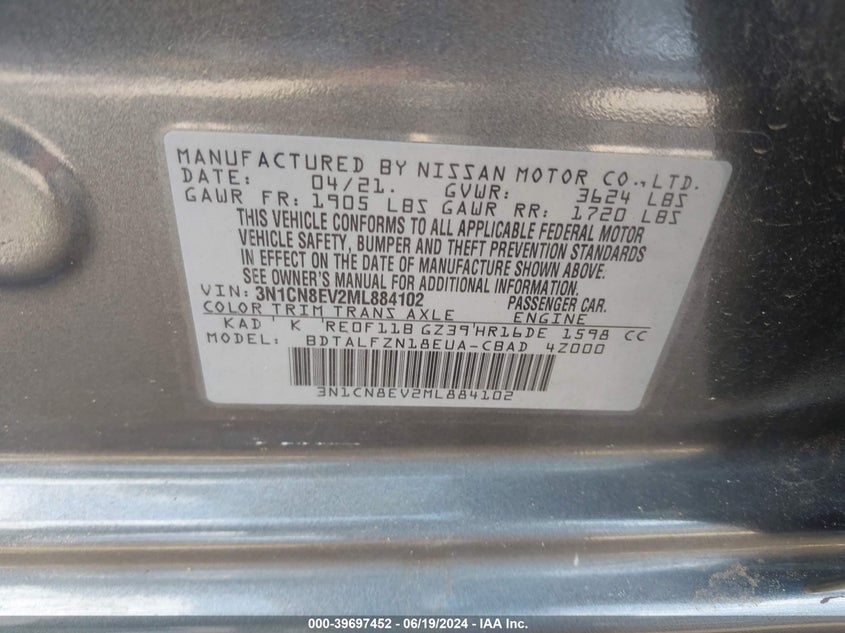 MANUFACTURED BY NISSAN MOTOR CO.,LTD.
DATE: 04/21. GVWR: 3624 LBS
GAWR FR: 1905 LBS GAWR RR: 1720 LBS
THIS VEHICLE CONFORMS TO ALL APPLICABLE FEDERAL MOTOR
VEHICLE SAFETY, BUMPER AND THEFT PREVENTION STANDARDS
IN EFFECT ON THE DATE OF MANUFACTURE SHOWN ABOVE.
SEE OWNER'S MANUAL FOR ADDITIONAL INFORMATION.
VIN: 3N1CN8EV2ML884102 PASSENGER CAR.
COLOR TRIM TRANS AXLE ENGINE
KAD K RE0F11B GZ39 HR16DE 1598 CC
MODEL: BDTALFZN18EUA-CBAD 4Z000
3N1CN8EV2ML884102
000-39697452 - 06/19/2024 - IAA Inc.